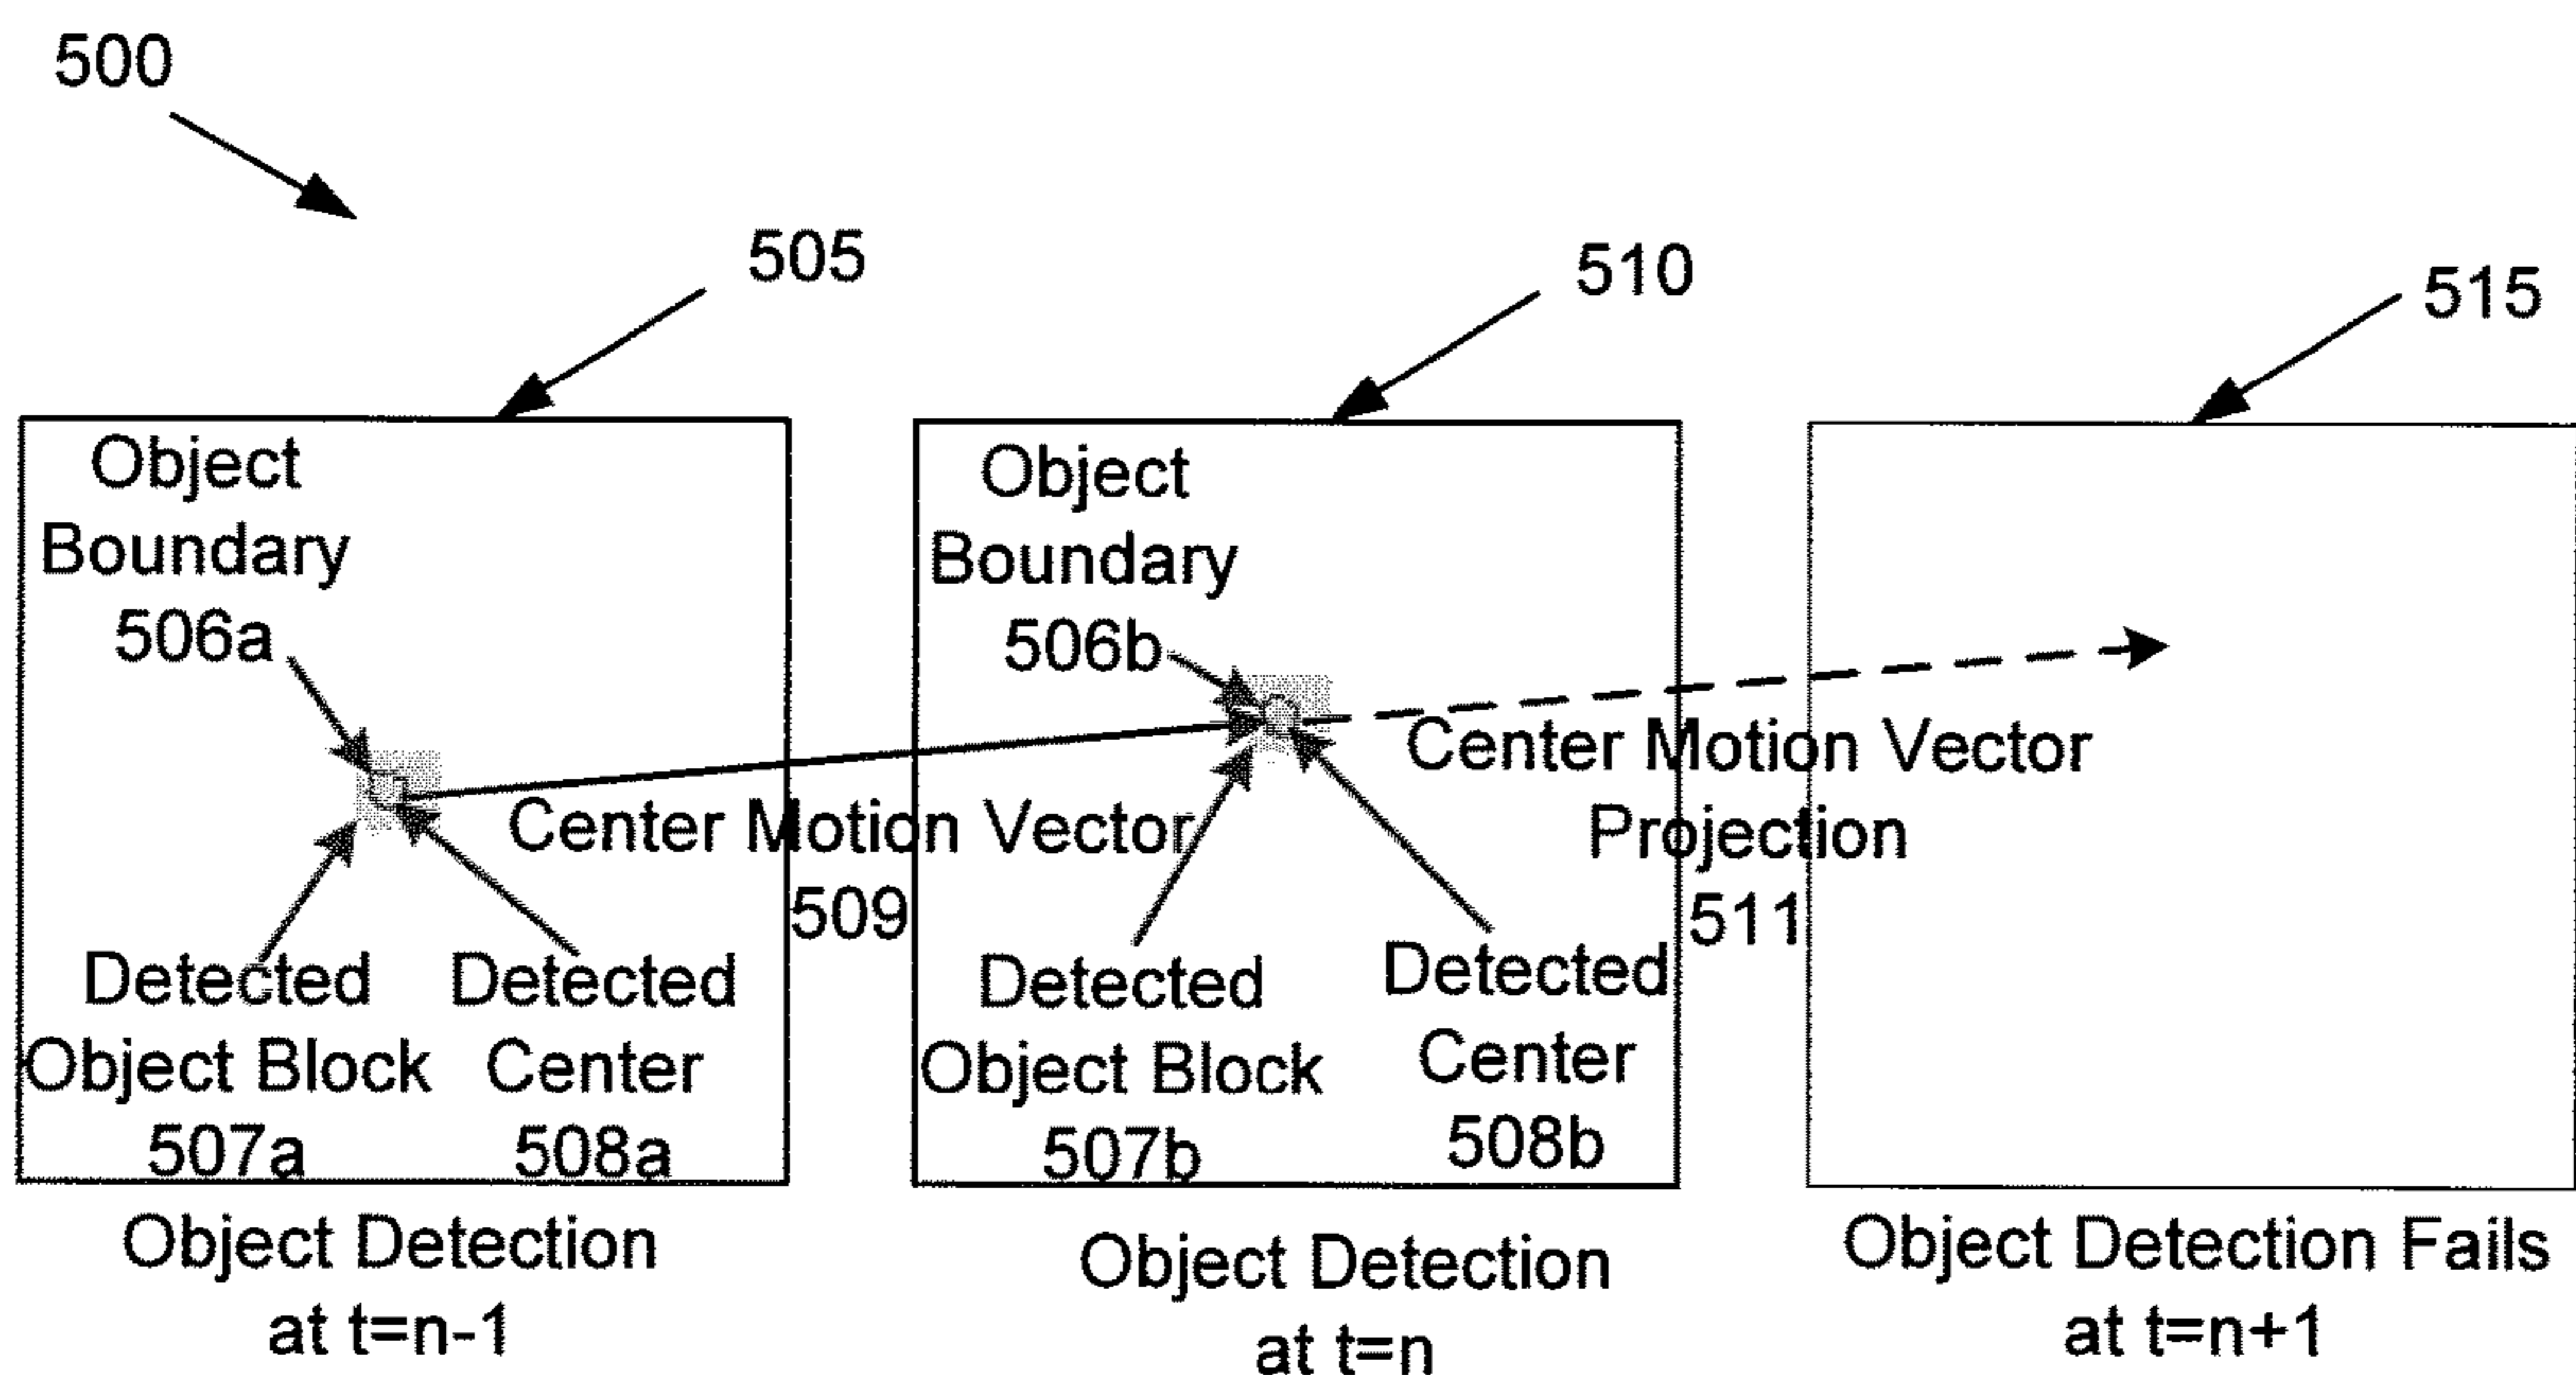 500
505
510
515
Object
Boundary
506a
Object
Boundary
506b
Center Motion Vector
509
Center Motion Vector
Projection
511
Detected
Object Block
507a
Detected
Center
508a
Detected
Object Block
507b
Detected
Center
508b
Object Detection
at t=n-1
Object Detection
at t=n
Object Detection Fails
at t=n+1